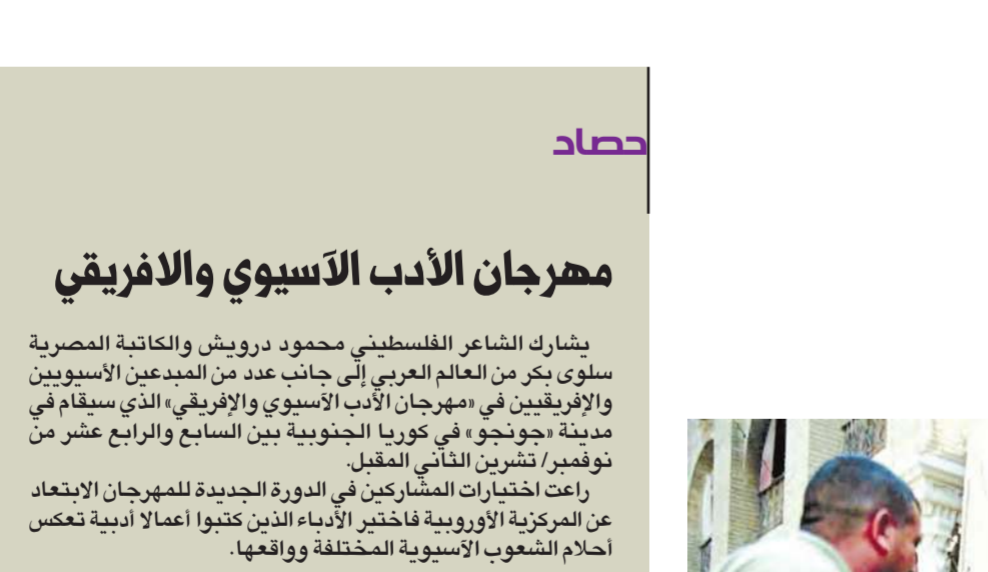 حصاد
مهرجان الأدب الآسيوي والافريقي
يشارك الشاعر الفلسطيني محمود درويش والكاتبة المصرية
سلوى بكر من العالم العربي إلى جانب عدد من المبدعين الأسيويين
والإفريقيين في «مهرجان الأدب الآسيوي والإفريقي» الذي سيقام في
مدينة «جونجو» في كوريا الجنوبية بين السابع والرابع عشر من
نوفمبر/ تشرين الثاني المقبل.
راعت اختيارات المشاركين في الدورة الجديدة للمهرجان الابتعاد
عن المركزية الأوروبية فاختير الأدباء الذين كتبوا أعمالا أدبية تعكس
أحلام الشعوب الآسيوية المختلفة وواقعها.